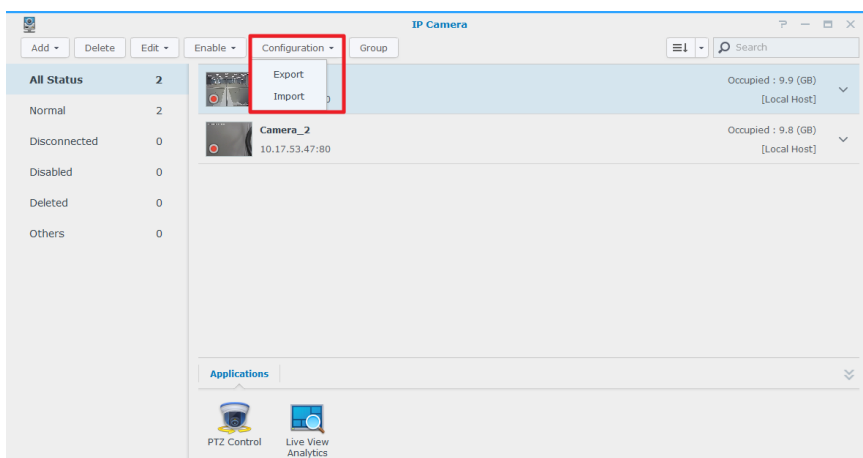 IP Camera
Add Delete Edit Enable Configuration Group Search
All Status 2
Normal 2
Disconnected 0
Disabled 0
Deleted 0
Others 0
Export
Import
Occupied : 9.9 (GB)
[Local Host]
Camera_2
10.17.53.47:80
Occupied : 9.8 (GB)
[Local Host]
Applications
PTZ Control
Live View
Analytics